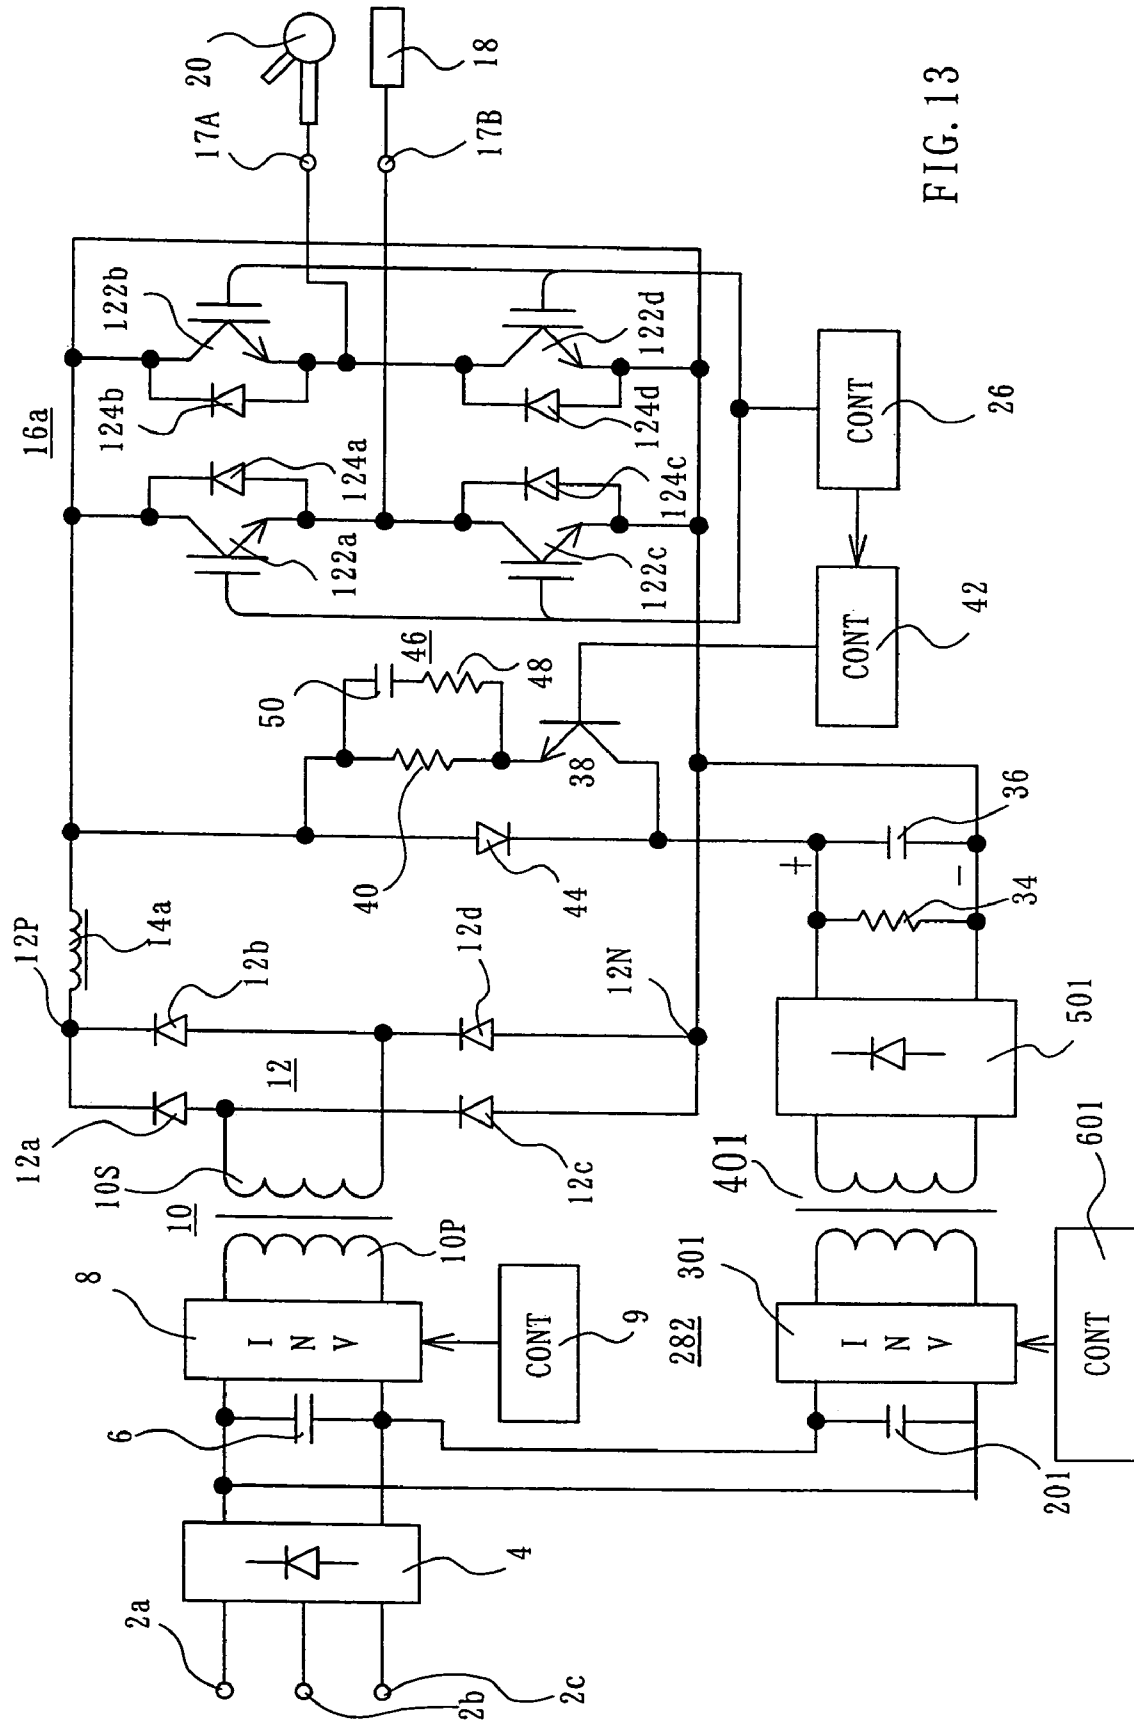 FIG. 13
20
17A
18
17B
16a
122b
124b
124a
122a
122d
124d
124c
122c
CONT
26
CONT
42
46
48
50
38
40
44
36
34
+
−
12P
14a
12b
12d
12
12N
12a
12c
501
10S
10
10P
401
601
8
I
N
V
CONT
9
282
301
I
N
V
CONT
6
201
4
2a
2b
2c